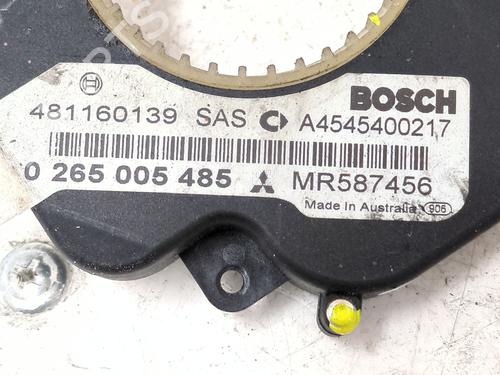 BOSCH
481160139 SAS A4545400217
0 265 005 485 MR587456
Made In Australia 906